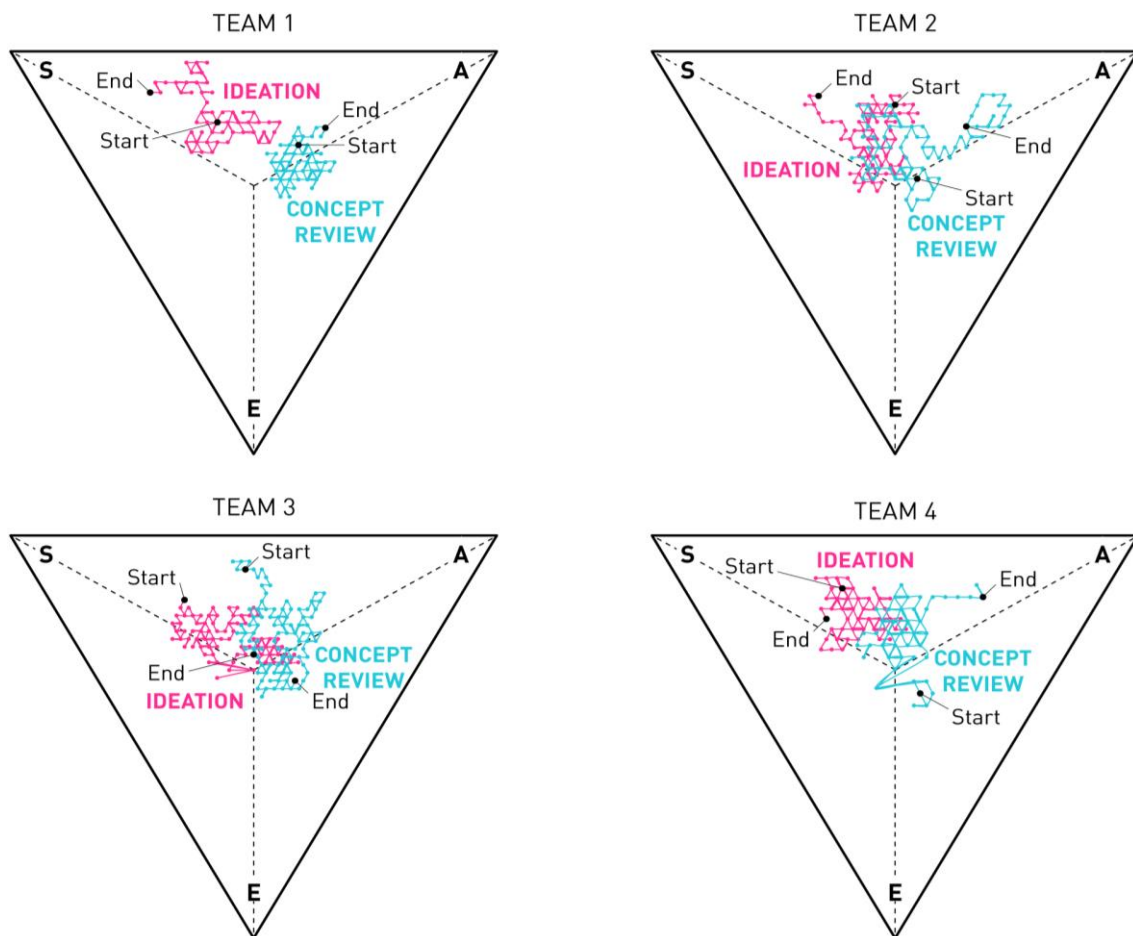 TEAM 1
S
A
End
IDEATION
End
Start
Start
CONCEPT
REVIEW
E
TEAM 2
S
A
End
Start
End
IDEATION
Start
CONCEPT
REVIEW
E
TEAM 3
S
A
Start
Start
End
CONCEPT
REVIEW
IDEATION
End
E
TEAM 4
S
A
IDEATION
Start
End
End
CONCEPT
REVIEW
Start
E